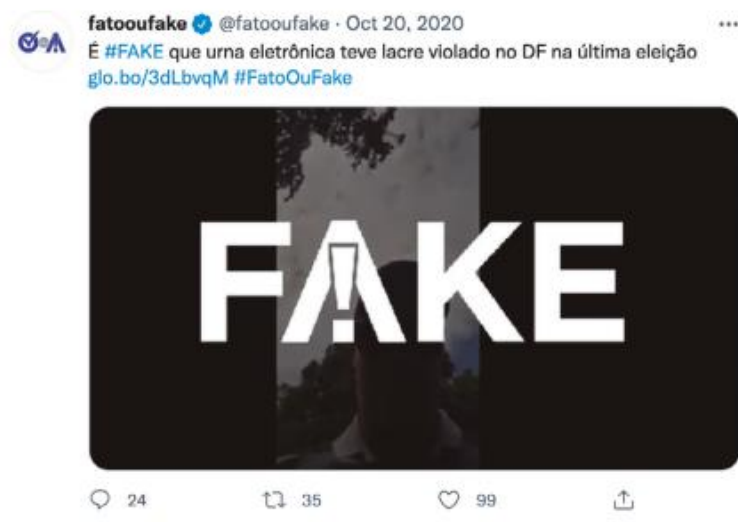 fatooufake @fatooufake · Oct 20, 2020
É #FAKE que urna eletrônica teve lacre violado no DF na última eleição
glo.bo/3dLbvqM #FatoOuFake
FAKE
24 35 99